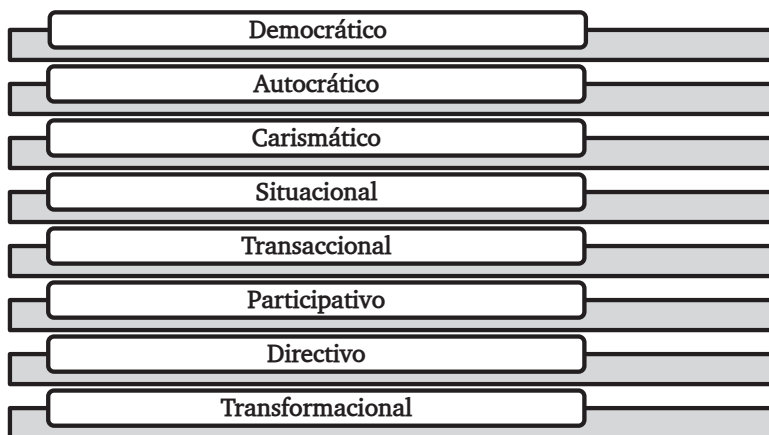 Democrático
Autocrático
Carismático
Situacional
Transaccional
Participativo
Directivo
Transformacional